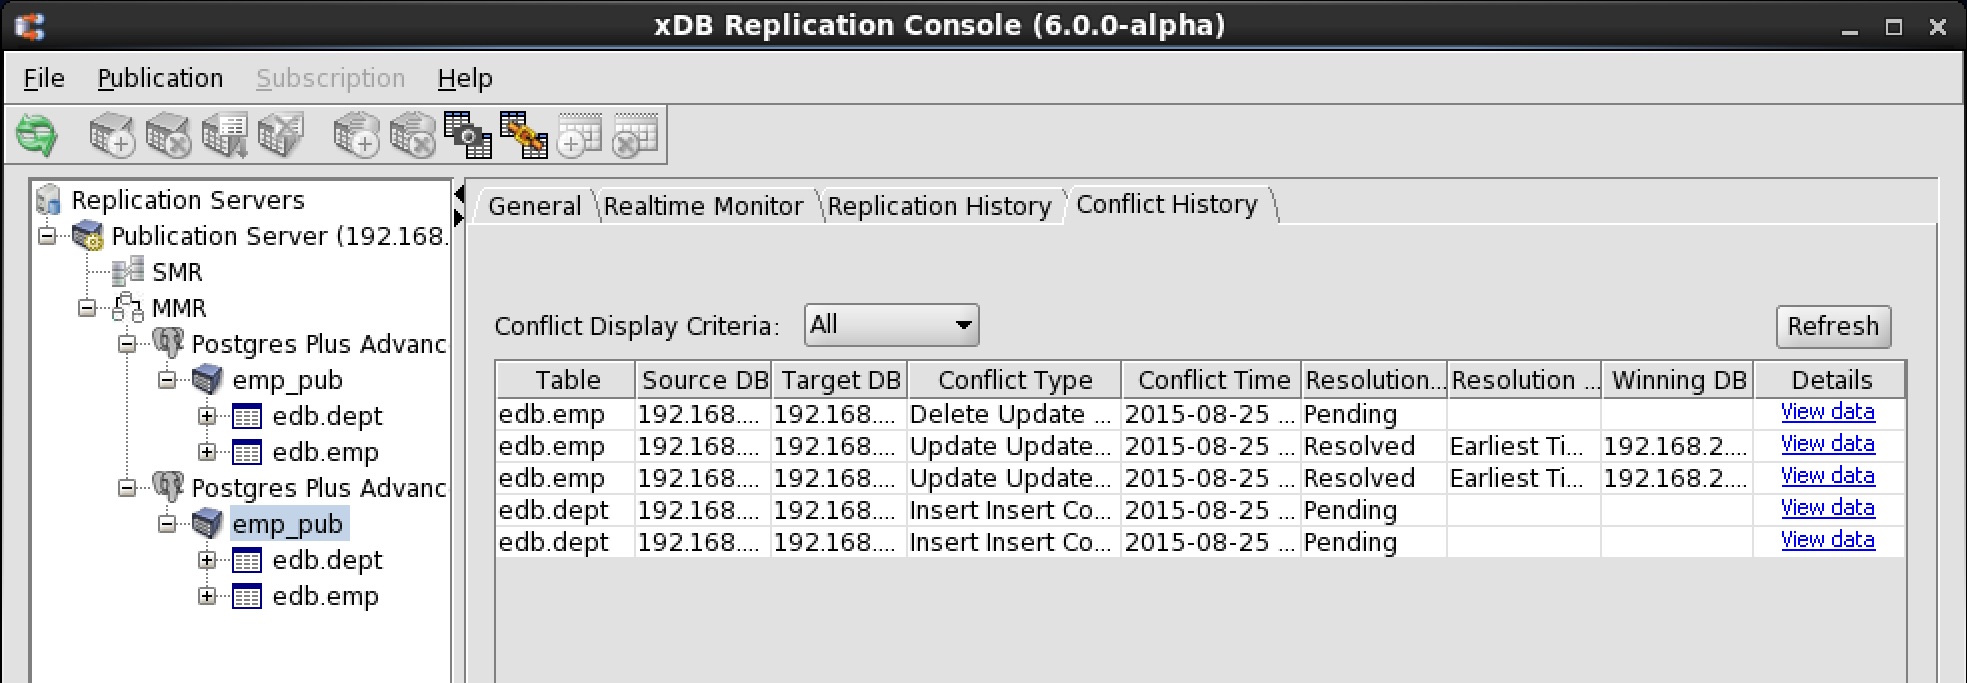 xDB Replication Console (6.0.0-alpha)
File Publication Subscription Help
Replication Servers
Publication Server (192.168.
SMR
MMR
Postgres Plus Advanc
emp_pub
edb.dept
edb.emp
Postgres Plus Advanc
emp_pub
edb.dept
edb.emp
General Realtime Monitor Replication History Conflict History
Conflict Display Criteria: All Refresh
Table Source DB Target DB Conflict Type Conflict Time Resolution... Resolution ... Winning DB Details
edb.emp 192.168.... 192.168.... Delete Update ... 2015-08-25 ... Pending View data
edb.emp 192.168.... 192.168.... Update Update... 2015-08-25 ... Resolved Earliest Ti... 192.168.2.... View data
edb.emp 192.168.... 192.168.... Update Update... 2015-08-25 ... Resolved Earliest Ti... 192.168.2.... View data
edb.dept 192.168.... 192.168.... Insert Insert Co... 2015-08-25 ... Pending View data
edb.dept 192.168.... 192.168.... Insert Insert Co... 2015-08-25 ... Pending View data